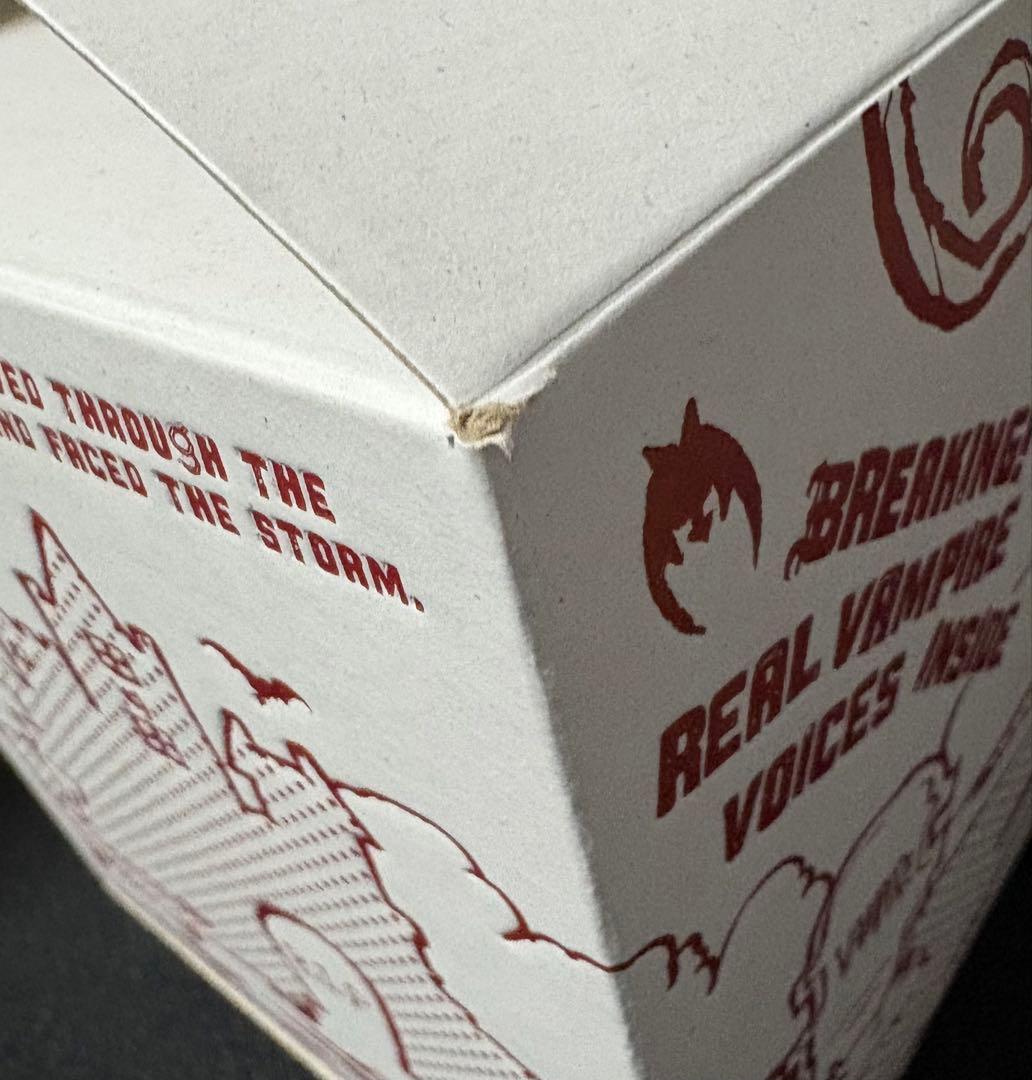 THROUgH THE
FACED THE STORM.
BREAKING!
REAL VAMPIRE
VOICES INSIDE